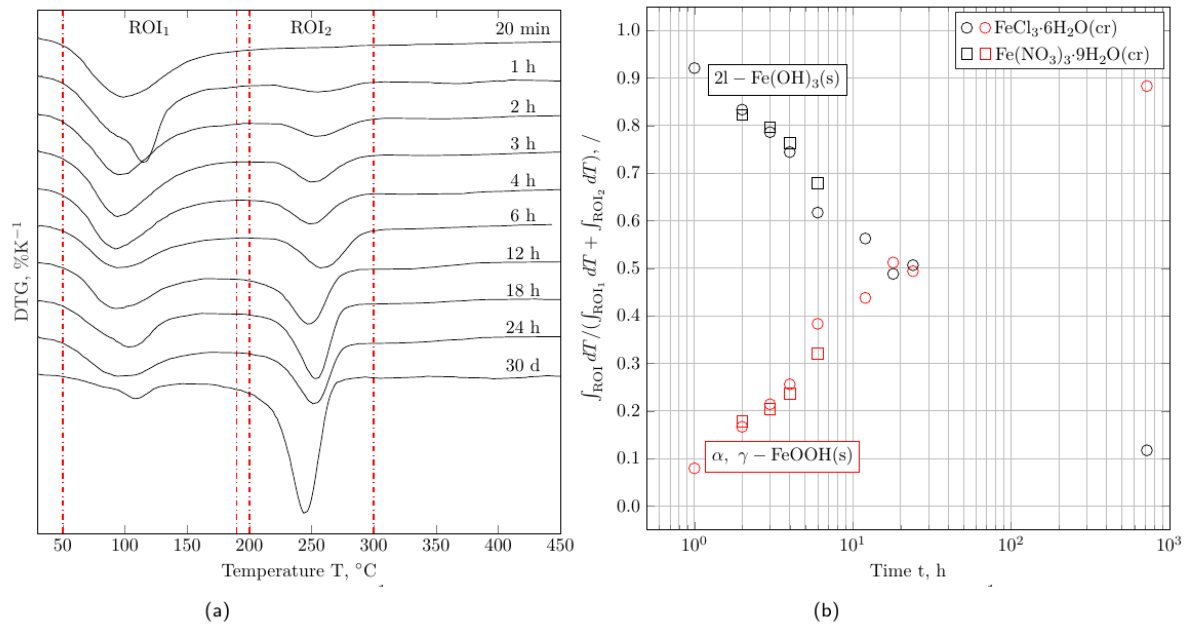 ROI₁
ROI₂
20 min
1 h
2 h
3 h
4 h
6 h
12 h
18 h
24 h
30 d
DTG, %K⁻¹
50 100 150 200 250 300 350 400 450
Temperature T, °C
(a)
FeCl₃·6H₂O(cr)
Fe(NO₃)₃·9H₂O(cr)
2l − Fe(OH)₃(s)
α, γ − FeOOH(s)
∫ROI dT/(∫ROI₁ dT + ∫ROI₂ dT), /
1.0
0.9
0.8
0.7
0.6
0.5
0.4
0.3
0.2
0.1
0.0
10⁰ 10¹ 10² 10³
Time t, h
(b)